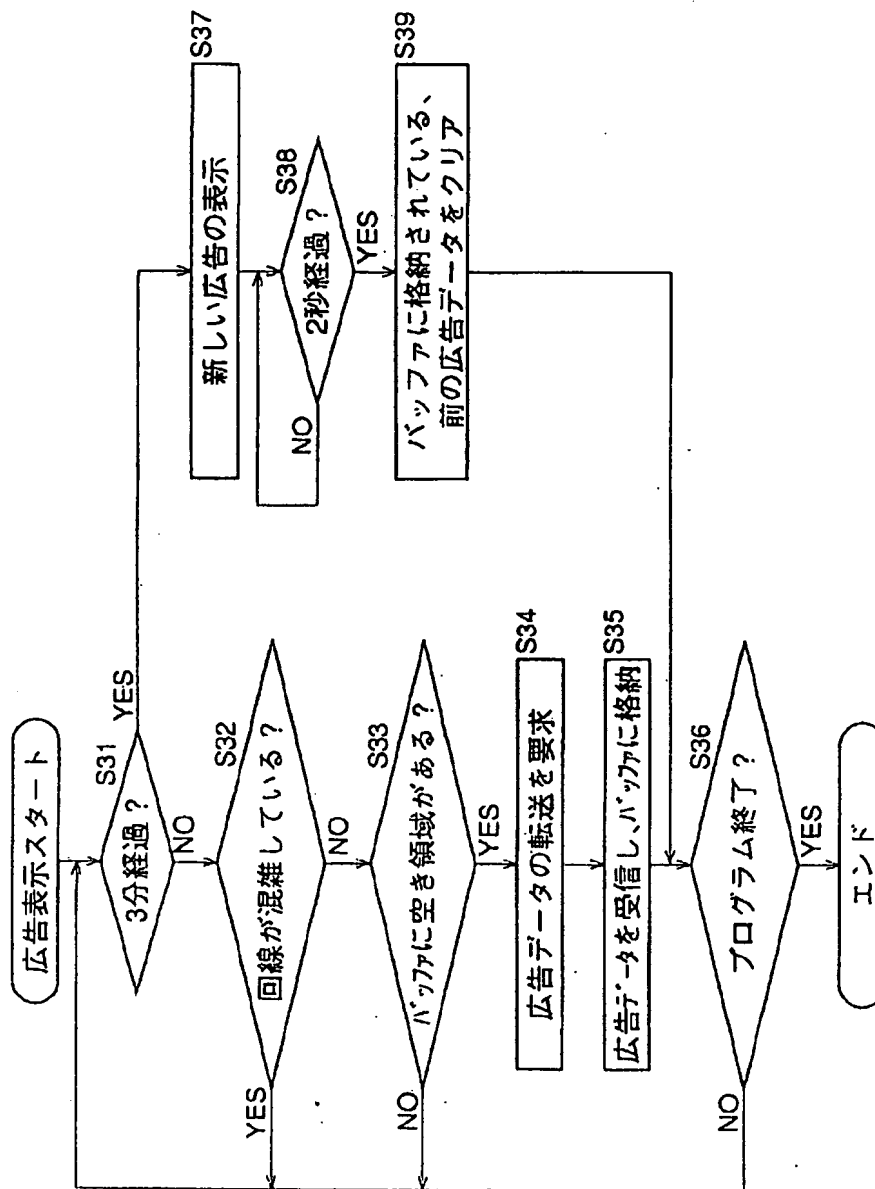 広告表示スタート
S31
3分経過？
YES
NO
S32
回線が混雑している？
YES
NO
S33
バッファに空き領域がある？
NO
YES
S34
広告データの転送を要求
S35
広告データを受信し、バッファに格納
S36
プログラム終了？
NO
YES
エンド
S37
新しい広告の表示
S38
2秒経過？
NO
YES
S39
バッファに格納されている、
前の広告データをクリア